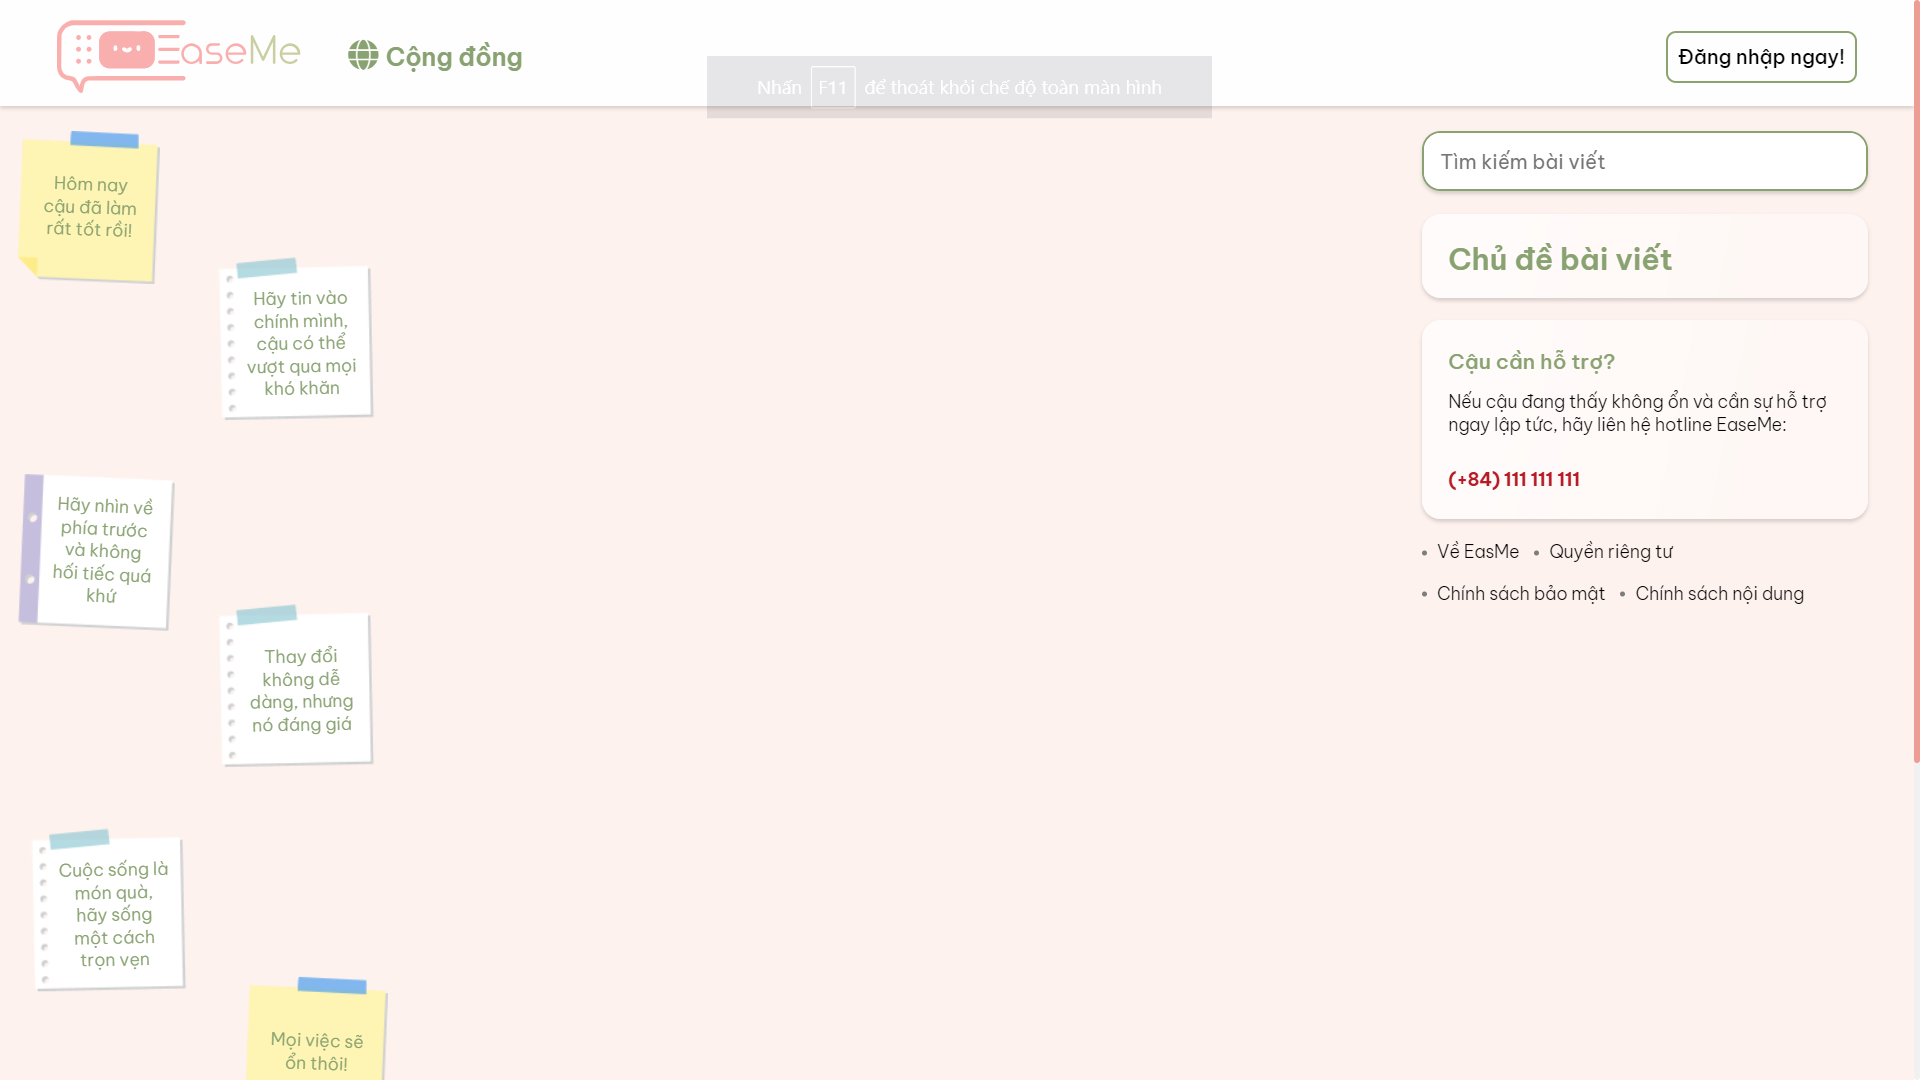 EaseMe
Cộng đồng
Nhấn F11 để thoát khỏi chế độ toàn màn hình
Đăng nhập ngay!
Hôm nay
cậu đã làm
rất tốt rồi!
Hãy tin vào
chính mình,
cậu có thể
vượt qua mọi
khó khăn
Hãy nhìn về
phía trước
và không
hối tiếc quá
khứ
Thay đổi
không dễ
dàng, nhưng
nó đáng giá
Cuộc sống là
món quà,
hãy sống
một cách
trọn vẹn
Mọi việc sẽ
ổn thôi!
Tìm kiếm bài viết
Chủ đề bài viết
Cậu cần hỗ trợ?
Nếu cậu đang thấy không ổn và cần sự hỗ trợ
ngay lập tức, hãy liên hệ hotline EaseMe:
(+84) 111 111 111
Về EasMe
Quyền riêng tư
Chính sách bảo mật
Chính sách nội dung